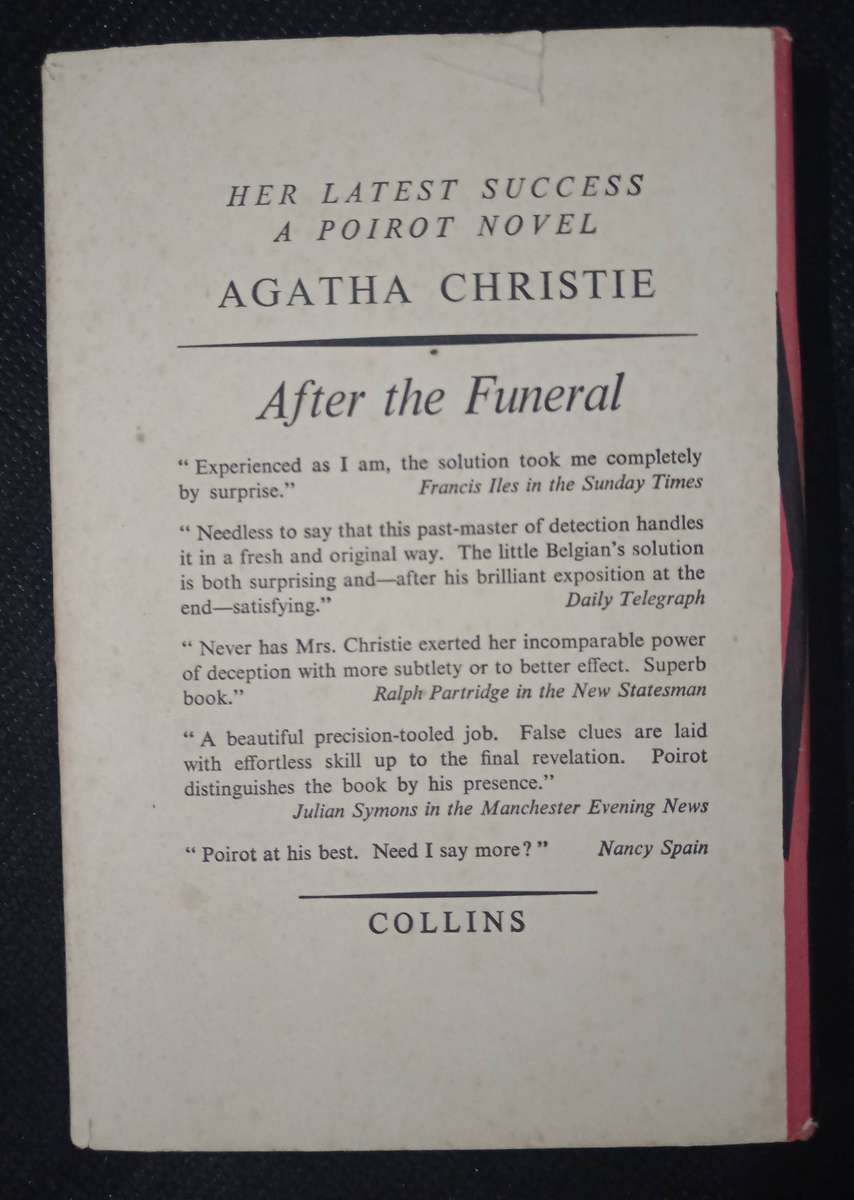 HER LATEST SUCCESS
A POIROT NOVEL
AGATHA CHRISTIE
After the Funeral
“ Experienced as I am, the solution took me completely
by surprise.” Francis Iles in the Sunday Times
“ Needless to say that this past-master of detection handles
it in a fresh and original way. The little Belgian’s solution
is both surprising and—after his brilliant exposition at the
end—satisfying.” Daily Telegraph
“ Never has Mrs. Christie exerted her incomparable power
of deception with more subtlety or to better effect. Superb
book.” Ralph Partridge in the New Statesman
“ A beautiful precision-tooled job. False clues are laid
with effortless skill up to the final revelation. Poirot
distinguishes the book by his presence.”
Julian Symons in the Manchester Evening News
“ Poirot at his best. Need I say more? ” Nancy Spain
COLLINS